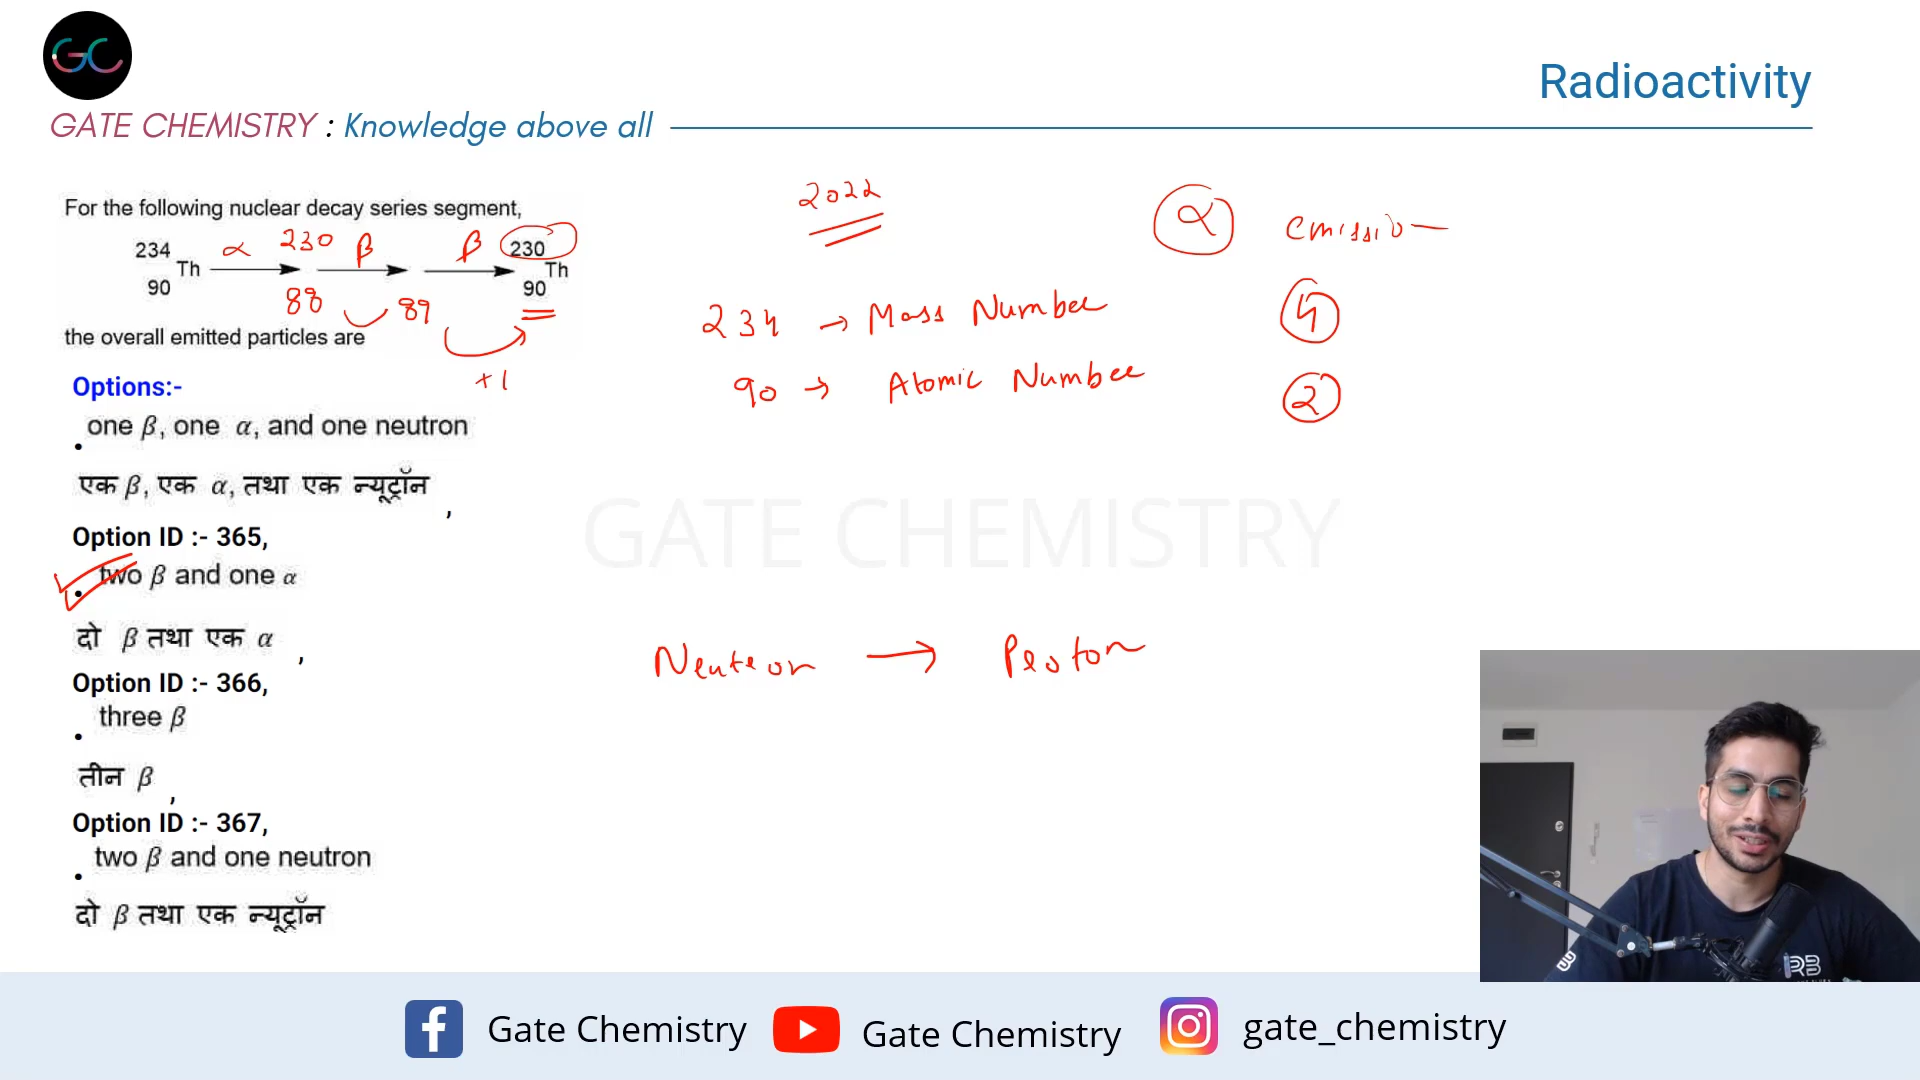 GC
Radioactivity
GATE CHEMISTRY : Knowledge above all
For the following nuclear decay series segment,
234 α 230 β β 230
Th Th
90 88 89 90
the overall emitted particles are
+1
Options:-
one β, one α, and one neutron
एक β, एक α, तथा एक न्यूट्रॉन
,
Option ID :- 365,
two β and one α
दो β तथा एक α
,
Option ID :- 366,
three β
तीन β
,
Option ID :- 367,
two β and one neutron
दो β तथा एक न्यूट्रॉन
2022
α emission
234 → Mass Number
4
90 → Atomic Number
2
GATE CHEMISTRY
Neutron → Proton
RB
Gate Chemistry
Gate Chemistry
gate_chemistry